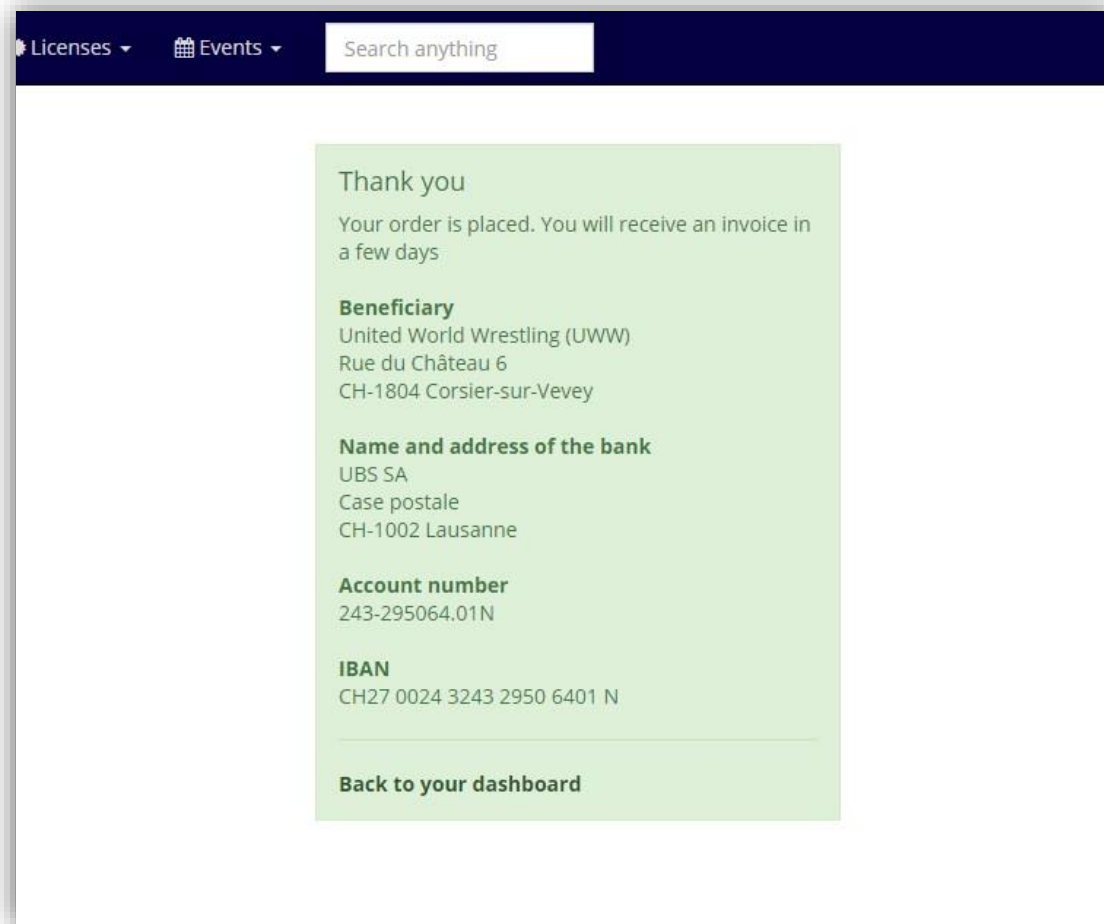 Licenses Events Search anything
Thank you
Your order is placed. You will receive an invoice in
a few days
Beneficiary
United World Wrestling (UWW)
Rue du Château 6
CH-1804 Corsier-sur-Vevey
Name and address of the bank
UBS SA
Case postale
CH-1002 Lausanne
Account number
243-295064.01N
IBAN
CH27 0024 3243 2950 6401 N
Back to your dashboard